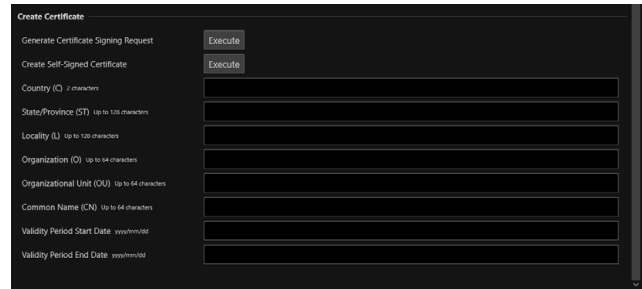 Create Certificate
Generate Certificate Signing Request Execute
Create Self-Signed Certificate Execute
Country (C) 2 characters
State/Province (ST) Up to 128 characters
Locality (L) Up to 128 characters
Organization (O) Up to 64 characters
Organizational Unit (OU) Up to 64 characters
Common Name (CN) Up to 64 characters
Validity Period Start Date yyyy/mm/dd
Validity Period End Date yyyy/mm/dd